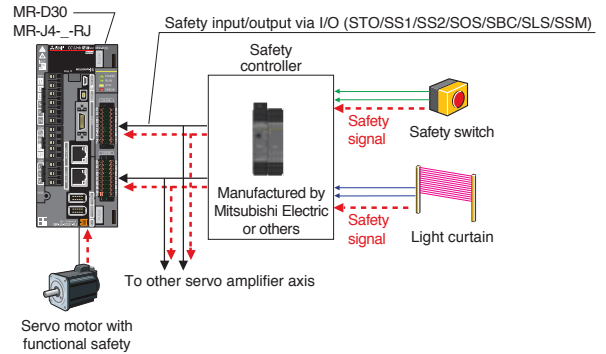 MR-D30
MR-J4-_-RJ
Safety input/output via I/O (STO/SS1/SS2/SOS/SBC/SLS/SSM)
Safety
controller
Safety
signal
Safety switch
Manufactured by
Mitsubishi Electric
or others
Safety
signal
Light curtain
To other servo amplifier axis
Servo motor with
functional safety